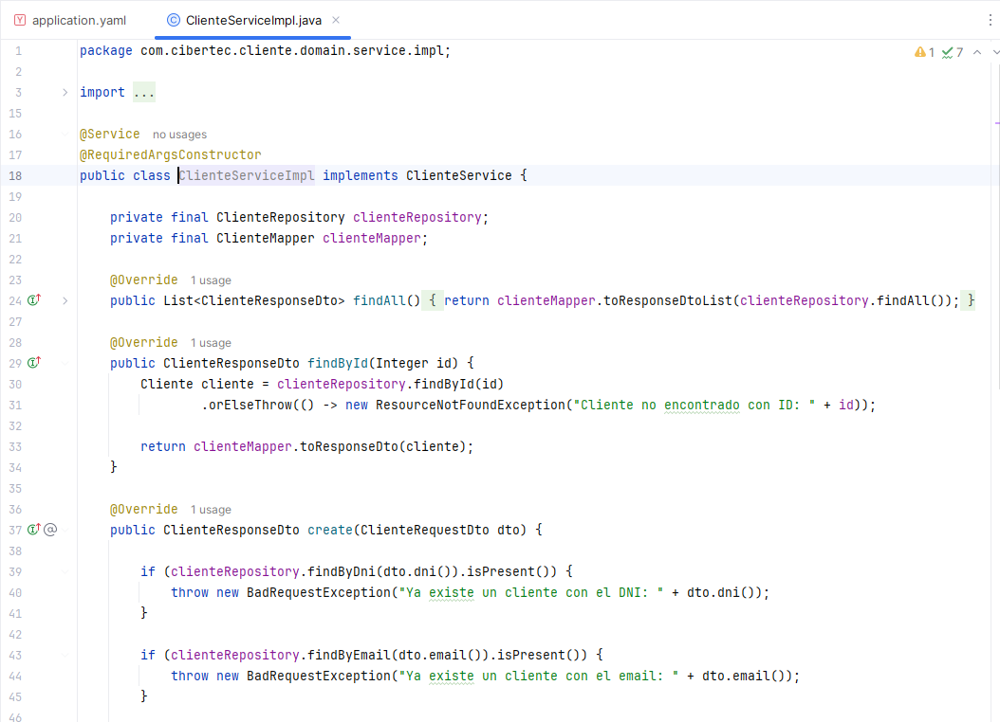 application.yaml ClienteServiceImpl.java
1 package com.cibertec.cliente.domain.service.impl; 1 7
2
3 import ...
15
16 @Service no usages
17 @RequiredArgsConstructor
18 public class ClienteServiceImpl implements ClienteService {
19
20 private final ClienteRepository clienteRepository;
21 private final ClienteMapper clienteMapper;
22
23 @Override 1 usage
24 public List<ClienteResponseDto> findAll() { return clienteMapper.toResponseDtoList(clienteRepository.findAll()); }
27
28 @Override 1 usage
29 public ClienteResponseDto findById(Integer id) {
30 Cliente cliente = clienteRepository.findById(id)
31 .orElseThrow(() -> new ResourceNotFoundException("Cliente no encontrado con ID: " + id));
32
33 return clienteMapper.toResponseDto(cliente);
34 }
35
36 @Override 1 usage
37 public ClienteResponseDto create(ClienteRequestDto dto) {
38
39 if (clienteRepository.findByDni(dto.dni()).isPresent()) {
40 throw new BadRequestException("Ya existe un cliente con el DNI: " + dto.dni());
41 }
42
43 if (clienteRepository.findByEmail(dto.email()).isPresent()) {
44 throw new BadRequestException("Ya existe un cliente con el email: " + dto.email());
45 }
46